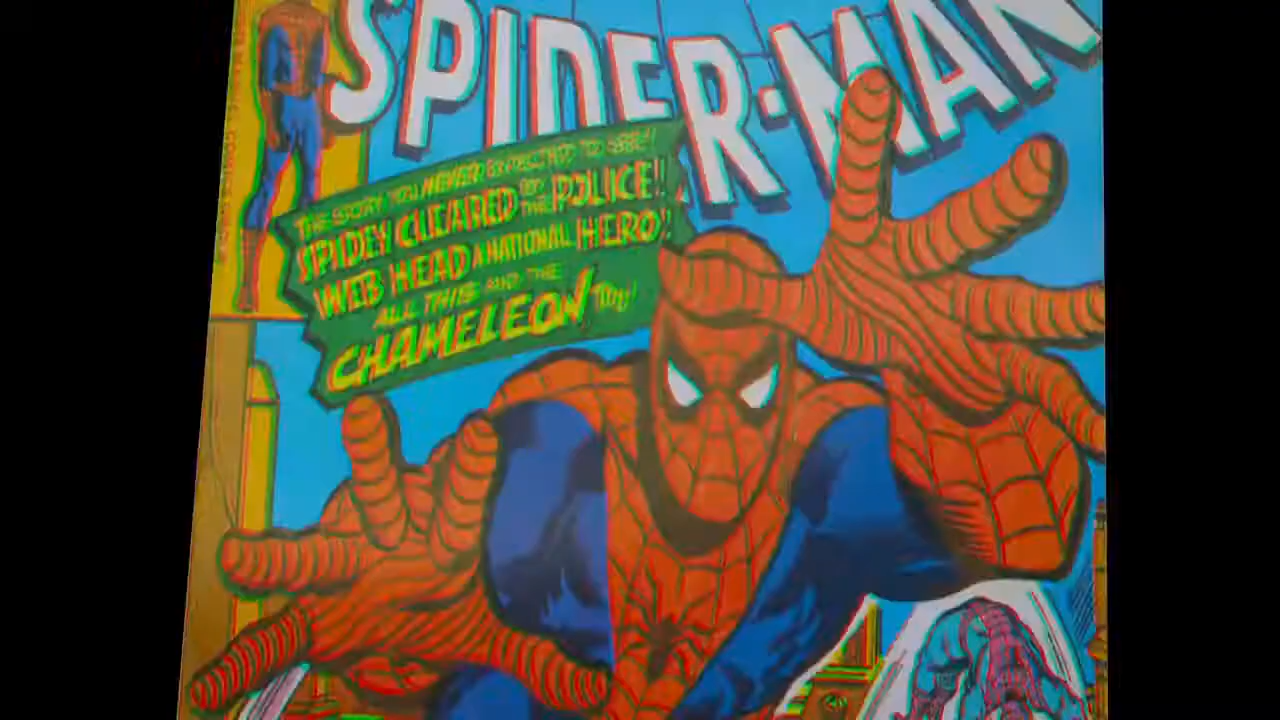 SPIDER-MAN
THE STORY YOU NEVER EXPECTED TO SEE!!
SPIDEY CLEARED BY THE POLICE!!
WEB HEAD A NATIONAL HERO!!
ALL THIS AND THE
CHAMELEON TOO!